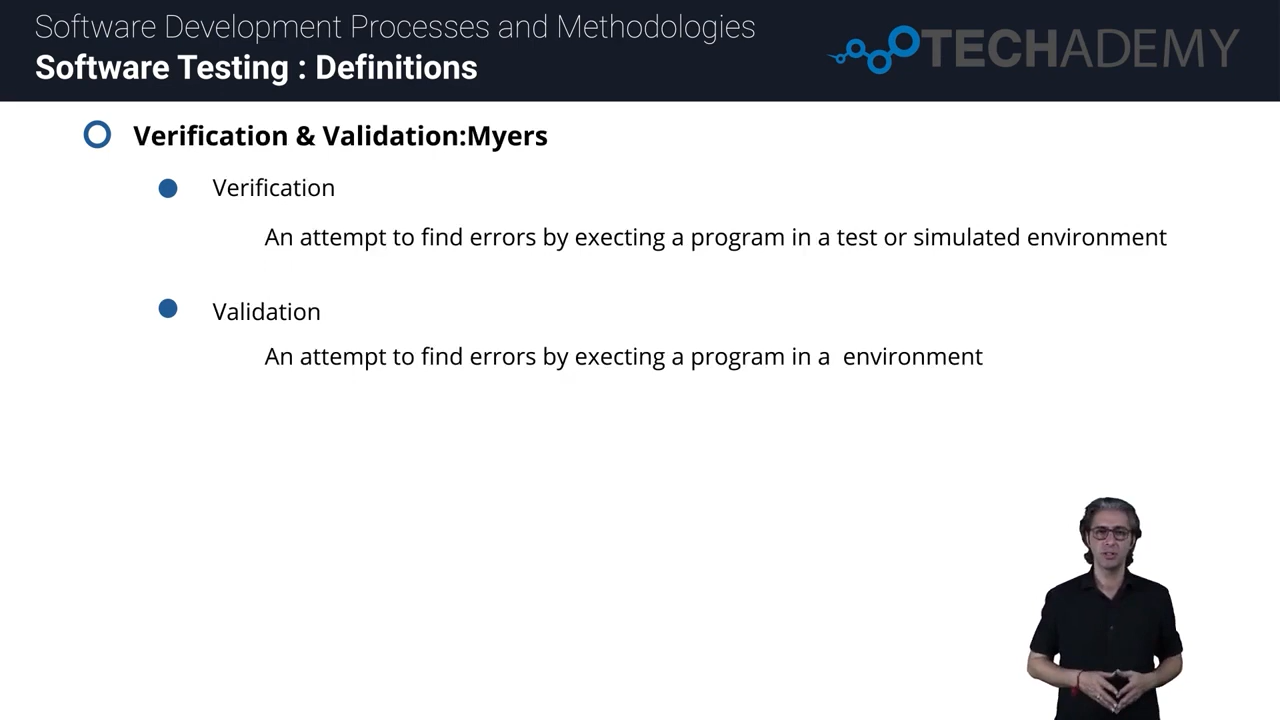 Software Development Processes and Methodologies
Software Testing : Definitions
TECHADEMY
Verification & Validation:Myers
Verification
An attempt to find errors by execting a program in a test or simulated environment
Validation
An attempt to find errors by execting a program in a  environment